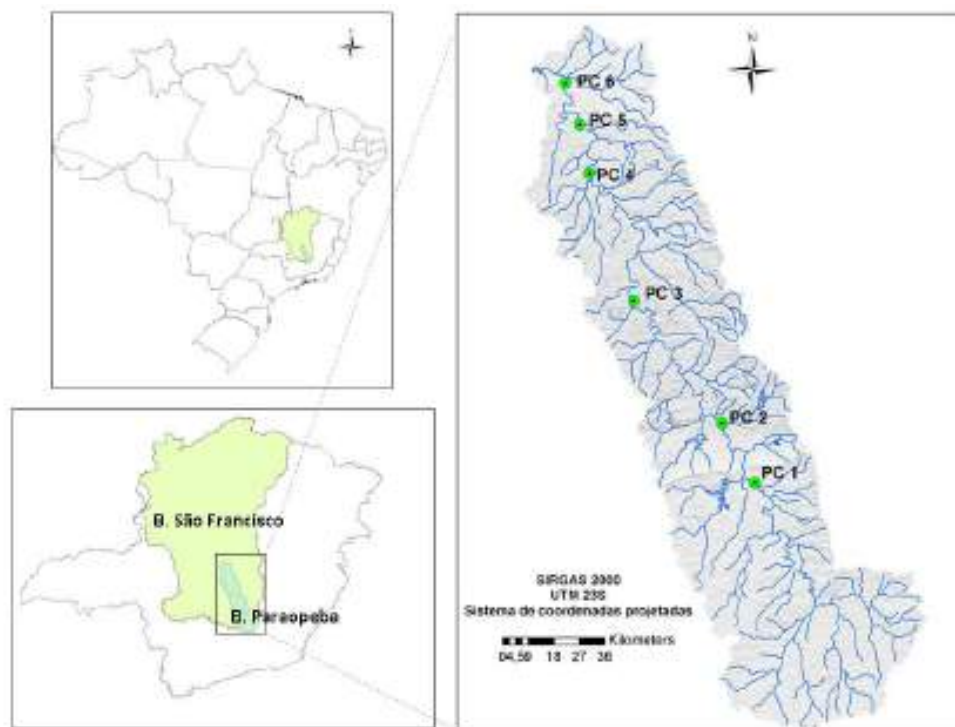 N
PC 6
PC 5
PC 4
PC 3
PC 2
PC 1
B. São Francisco
B. Paraopeba
SIRGAS 2000
UTM 23S
Sistema de coordenadas projetadas
Kilometers
04,59 18 27 36